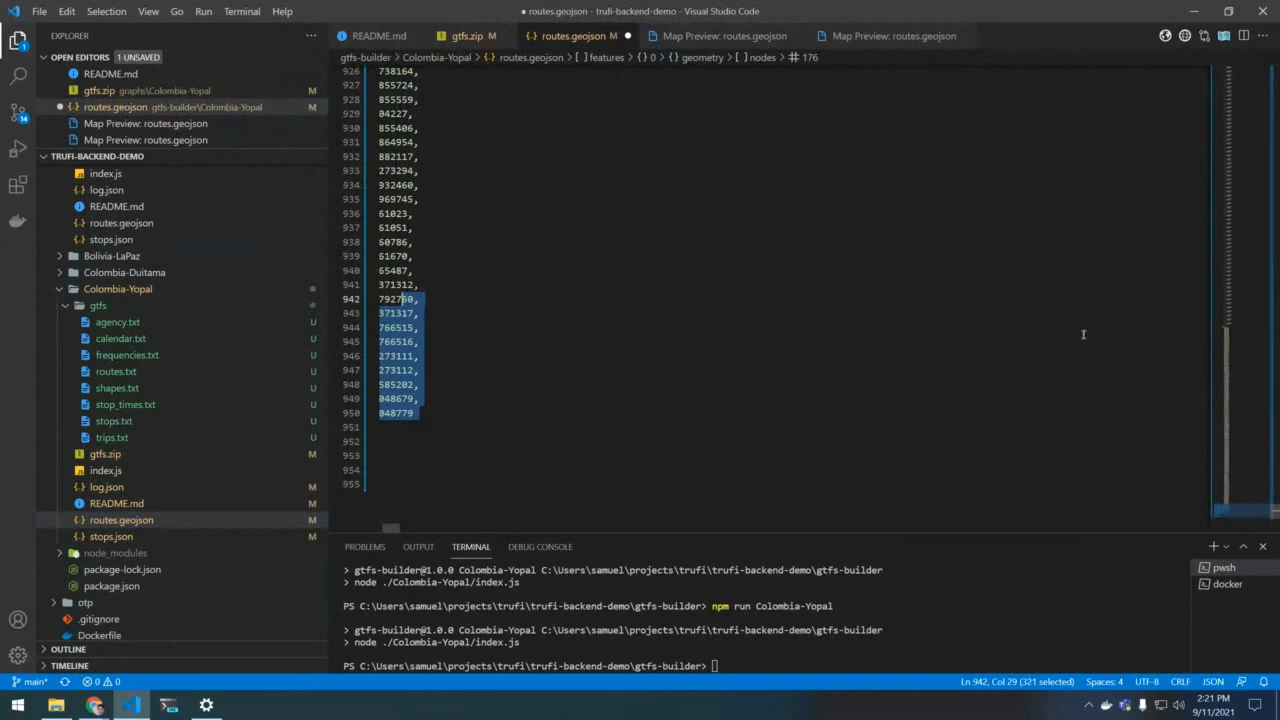 File Edit Selection View Go Run Terminal Help
● routes.geojson - trufi-backend-demo - Visual Studio Code
EXPLORER
README.md
gtfs.zip M
routes.geojson M
Map Preview: routes.geojson
Map Preview: routes.geojson
OPEN EDITORS 1 UNSAVED
README.md
gtfs.zip graphs\Colombia-Yopal M
routes.geojson gtfs-builder\Colombia-Yopal M
Map Preview: routes.geojson
Map Preview: routes.geojson
TRUFI-BACKEND-DEMO
index.js
log.json
README.md
routes.geojson
stops.json
Bolivia-LaPaz
Colombia-Duitama
Colombia-Yopal
gtfs
agency.txt U
calendar.txt U
frequencies.txt U
routes.txt U
shapes.txt U
stop_times.txt U
stops.txt U
trips.txt U
gtfs.zip M
index.js
log.json M
README.md M
routes.geojson M
stops.json M
node_modules
package-lock.json
package.json
otp
.gitignore
Dockerfile
OUTLINE
TIMELINE
gtfs-builder > Colombia-Yopal > routes.geojson > [ ] features > {} 0 > {} geometry > [ ] nodes > # 176
926 738164,
927 855724,
928 855559,
929 04227,
930 855406,
931 864954,
932 882117,
933 273294,
934 932460,
935 969745,
936 61023,
937 61051,
938 60786,
939 61670,
940 65487,
941 371312,
942 792760,
943 371317,
944 766515,
945 766516,
946 273111,
947 273112,
948 585202,
949 048679,
950 048779
951
952
953
954
955
PROBLEMS OUTPUT TERMINAL DEBUG CONSOLE
> gtfs-builder@1.0.0 Colombia-Yopal C:\Users\samuel\projects\trufi\trufi-backend-demo\gtfs-builder
> node ./Colombia-Yopal/index.js
PS C:\Users\samuel\projects\trufi\trufi-backend-demo\gtfs-builder> npm run Colombia-Yopal
> gtfs-builder@1.0.0 Colombia-Yopal C:\Users\samuel\projects\trufi\trufi-backend-demo\gtfs-builder
> node ./Colombia-Yopal/index.js
PS C:\Users\samuel\projects\trufi\trufi-backend-demo\gtfs-builder>
pwsh
docker
main* 0 0
Ln 942, Col 29 (321 selected) Spaces: 4 UTF-8 CRLF JSON
2:21 PM
9/11/2021
1
14